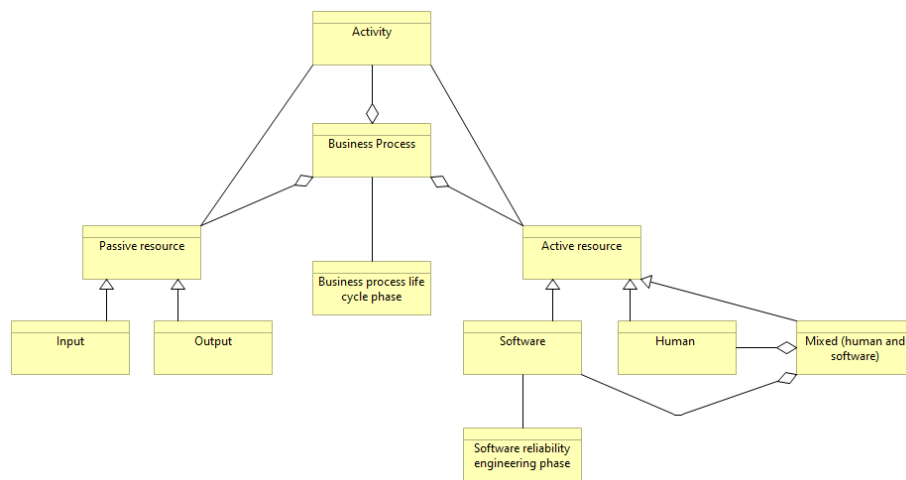 Activity
Business Process
Passive resource
Active resource
Business process life
cycle phase
Input
Output
Software
Human
Mixed (human and
software)
Software reliability
engineering phase